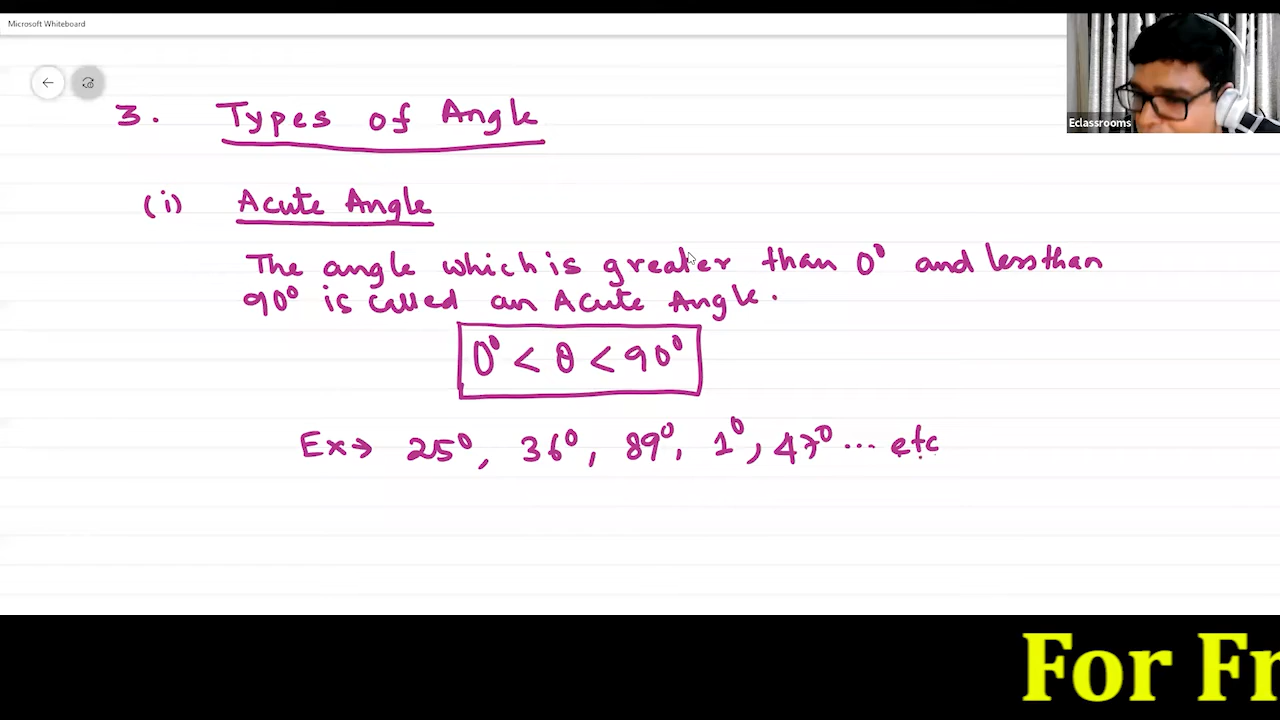 Microsoft Whiteboard
Eclassrooms
3. Types of Angle
(i) Acute Angle
The angle which is greater than 0° and less than
90° is called an Acute Angle.
0° < θ < 90°
Ex→ 25°, 36°, 89°, 1°, 47° ... etc
For Fr